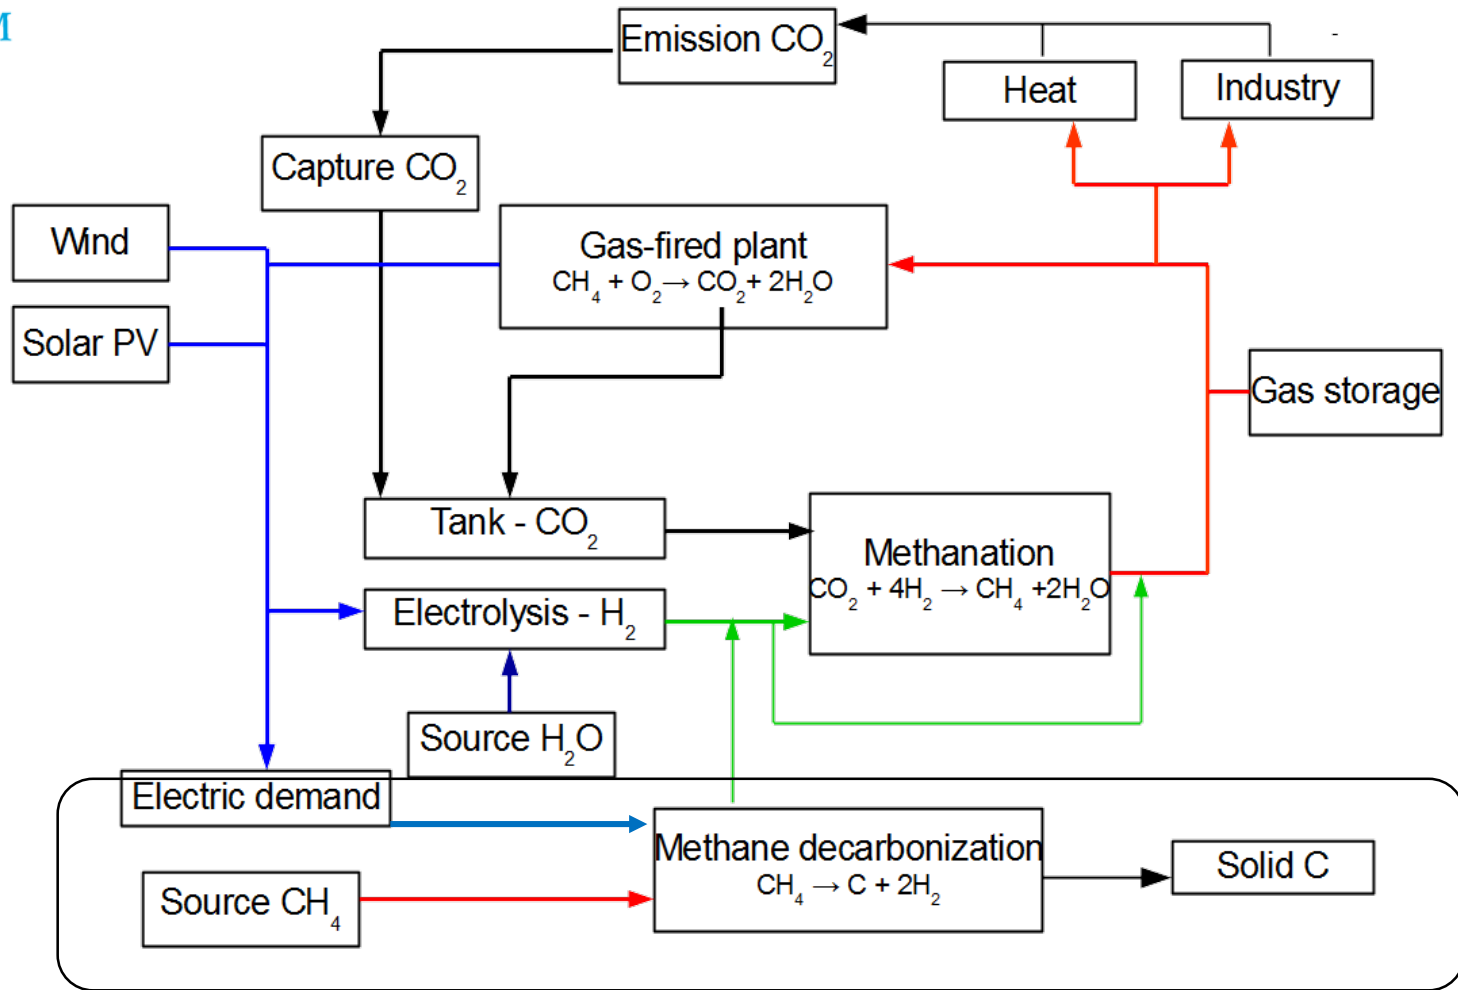 M
Emission CO₂
Heat
Industry
Capture CO₂
Wind
Gas-fired plant
CH₄ + O₂→ CO₂+ 2H₂O
Solar PV
Gas storage
Tank - CO₂
Methanation
CO₂ + 4H₂ → CH₄ +2H₂O
Electrolysis - H₂
Source H₂O
Electric demand
Methane decarbonization
CH₄ → C + 2H₂
Solid C
Source CH₄